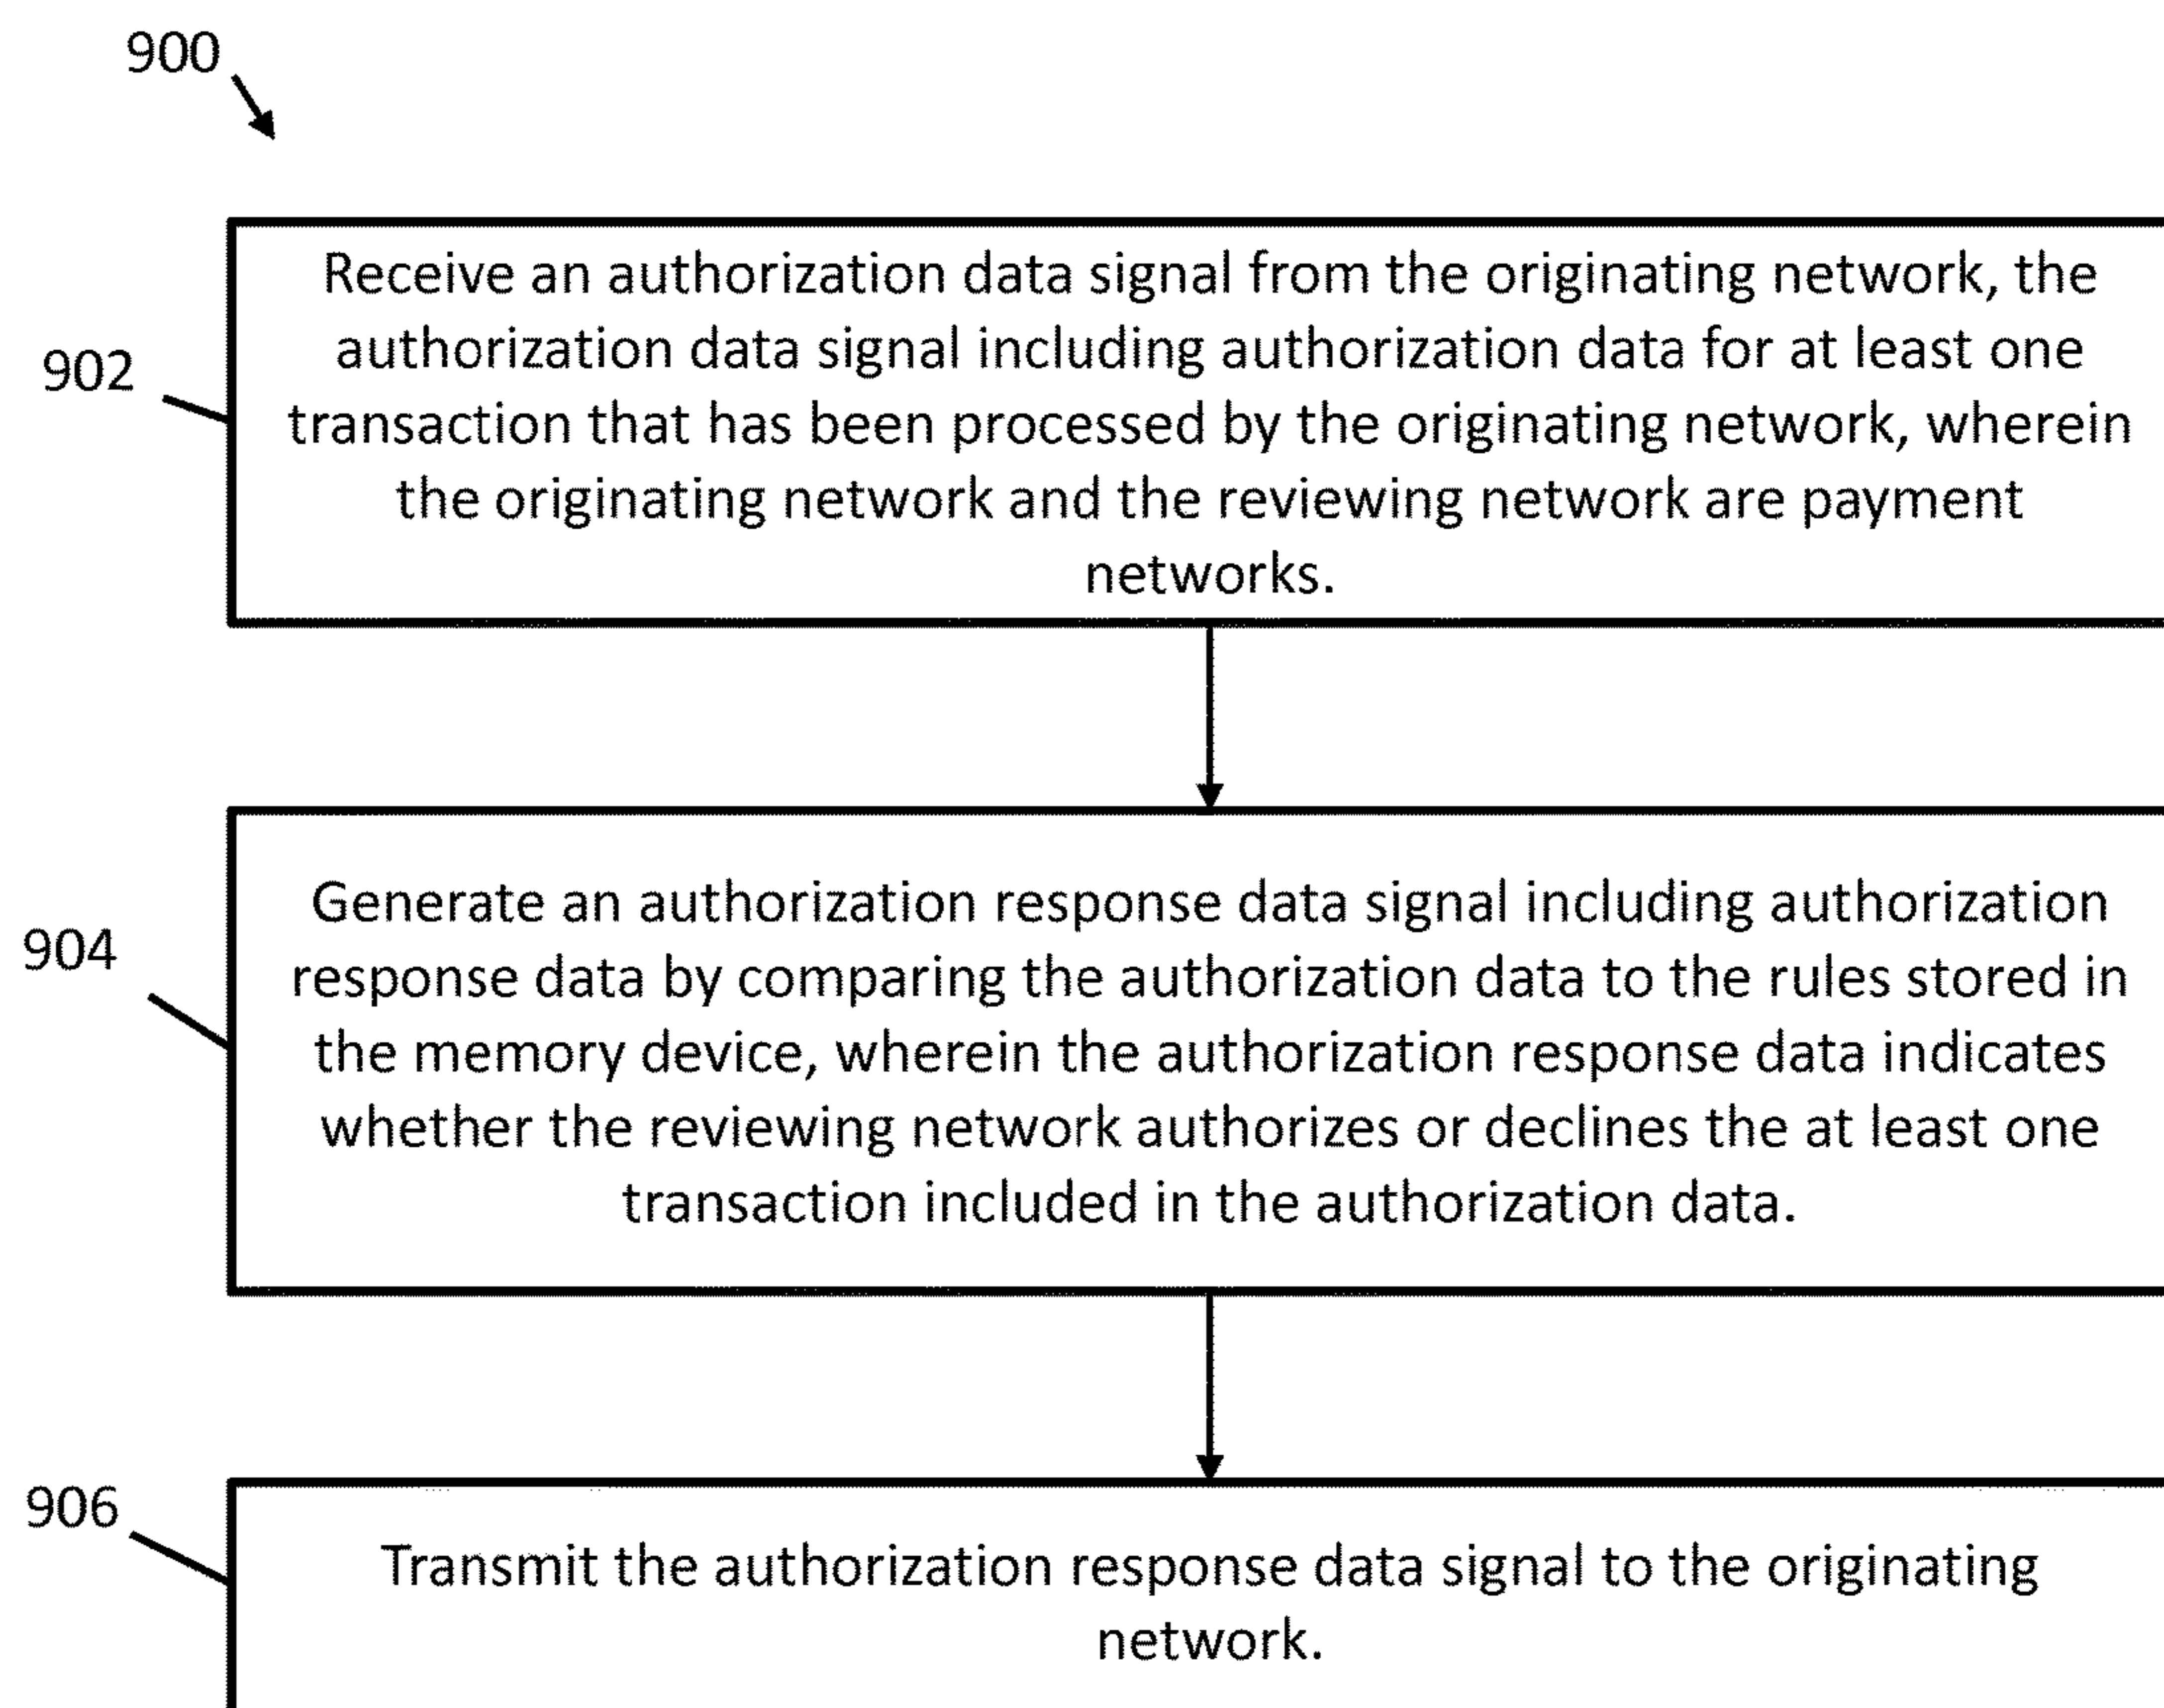 900
902
Receive an authorization data signal from the originating network, the
authorization data signal including authorization data for at least one
transaction that has been processed by the originating network, wherein
the originating network and the reviewing network are payment
networks.
904
Generate an authorization response data signal including authorization
response data by comparing the authorization data to the rules stored in
the memory device, wherein the authorization response data indicates
whether the reviewing network authorizes or declines the at least one
transaction included in the authorization data.
906
Transmit the authorization response data signal to the originating
network.